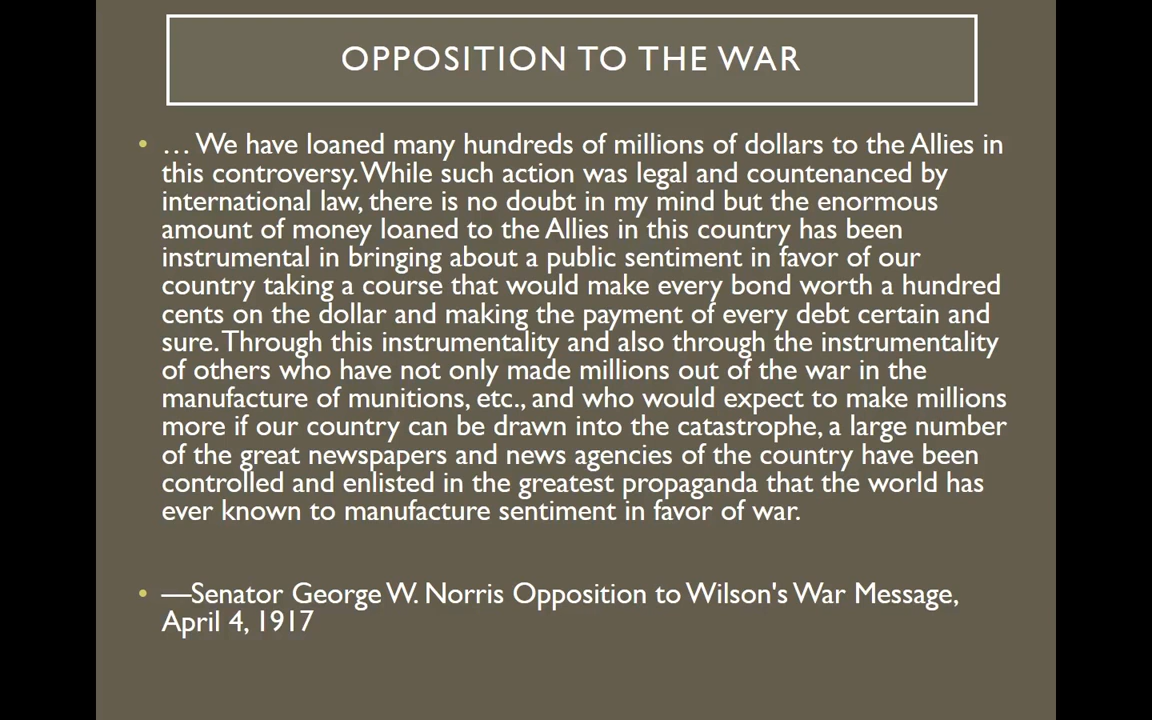 OPPOSITION TO THE WAR
• … We have loaned many hundreds of millions of dollars to the Allies in
this controversy. While such action was legal and countenanced by
international law, there is no doubt in my mind but the enormous
amount of money loaned to the Allies in this country has been
instrumental in bringing about a public sentiment in favor of our
country taking a course that would make every bond worth a hundred
cents on the dollar and making the payment of every debt certain and
sure. Through this instrumentality and also through the instrumentality
of others who have not only made millions out of the war in the
manufacture of munitions, etc., and who would expect to make millions
more if our country can be drawn into the catastrophe, a large number
of the great newspapers and news agencies of the country have been
controlled and enlisted in the greatest propaganda that the world has
ever known to manufacture sentiment in favor of war.
• —Senator George W. Norris Opposition to Wilson's War Message,
April 4, 1917